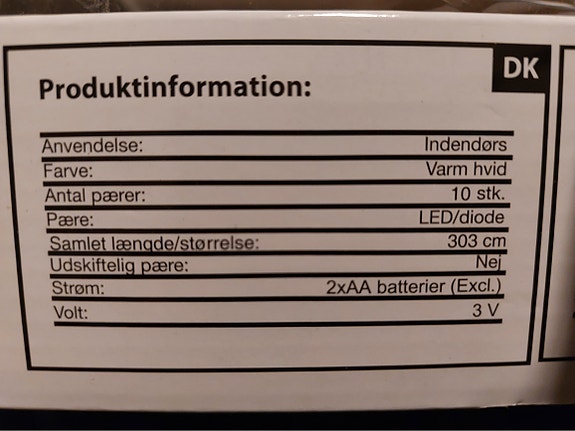 DK
Produktinformation:
Anvendelse: Indendørs
Farve: Varm hvid
Antal pærer: 10 stk.
Pære: LED/diode
Samlet længde/størrelse: 303 cm
Udskiftelig pære: Nej
Strøm: 2xAA batterier (Excl.)
Volt: 3 V